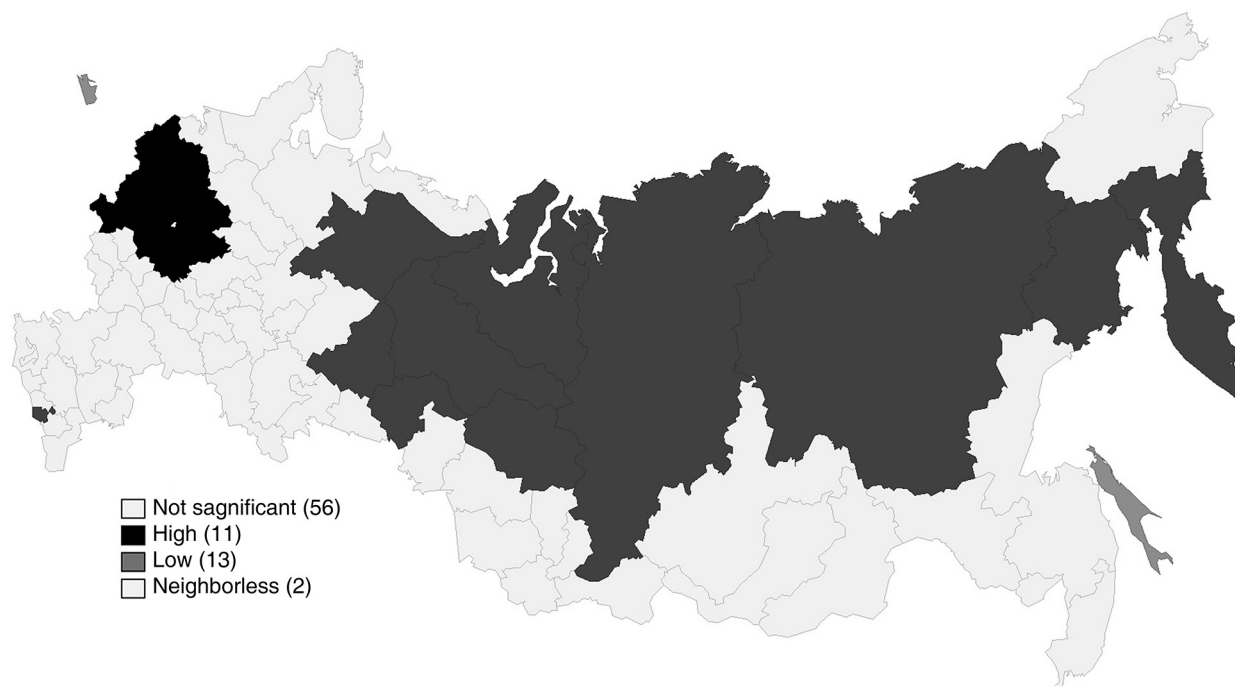 Not sagnificant (56)
High (11)
Low (13)
Neighborless (2)